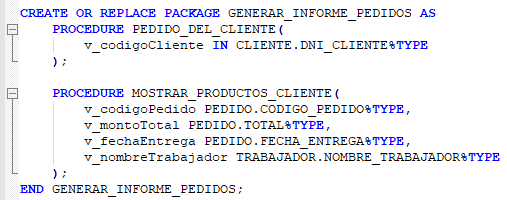 CREATE OR REPLACE PACKAGE GENERAR_INFORME_PEDIDOS AS
    PROCEDURE PEDIDO_DEL_CLIENTE(
        v_codigoCliente IN CLIENTE.DNI_CLIENTE%TYPE
    );
    PROCEDURE MOSTRAR_PRODUCTOS_CLIENTE(
        v_codigoPedido PEDIDO.CODIGO_PEDIDO%TYPE,
        v_montoTotal PEDIDO.TOTAL%TYPE,
        v_fechaEntrega PEDIDO.FECHA_ENTREGA%TYPE,
        v_nombreTrabajador TRABAJADOR.NOMBRE_TRABAJADOR%TYPE
    );
END GENERAR_INFORME_PEDIDOS;